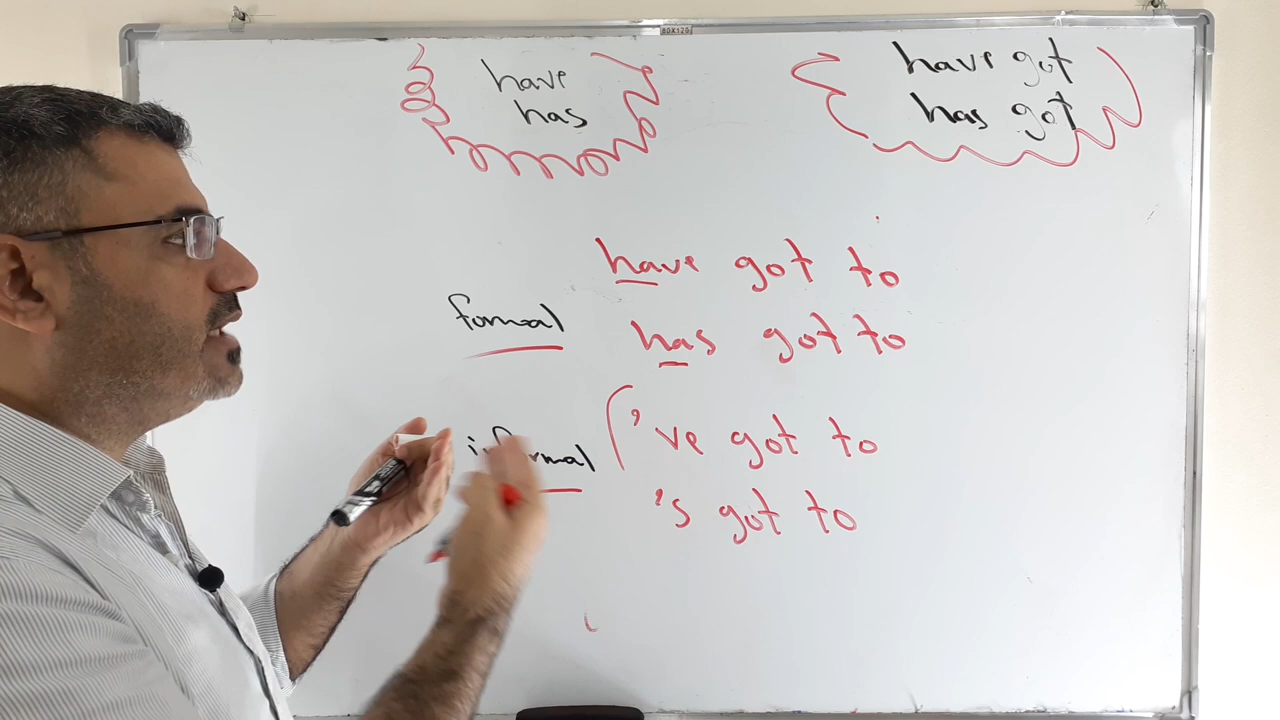 80X120
have
has
have got
has got
have got to
formal
has got to
've got to
informal
's got to